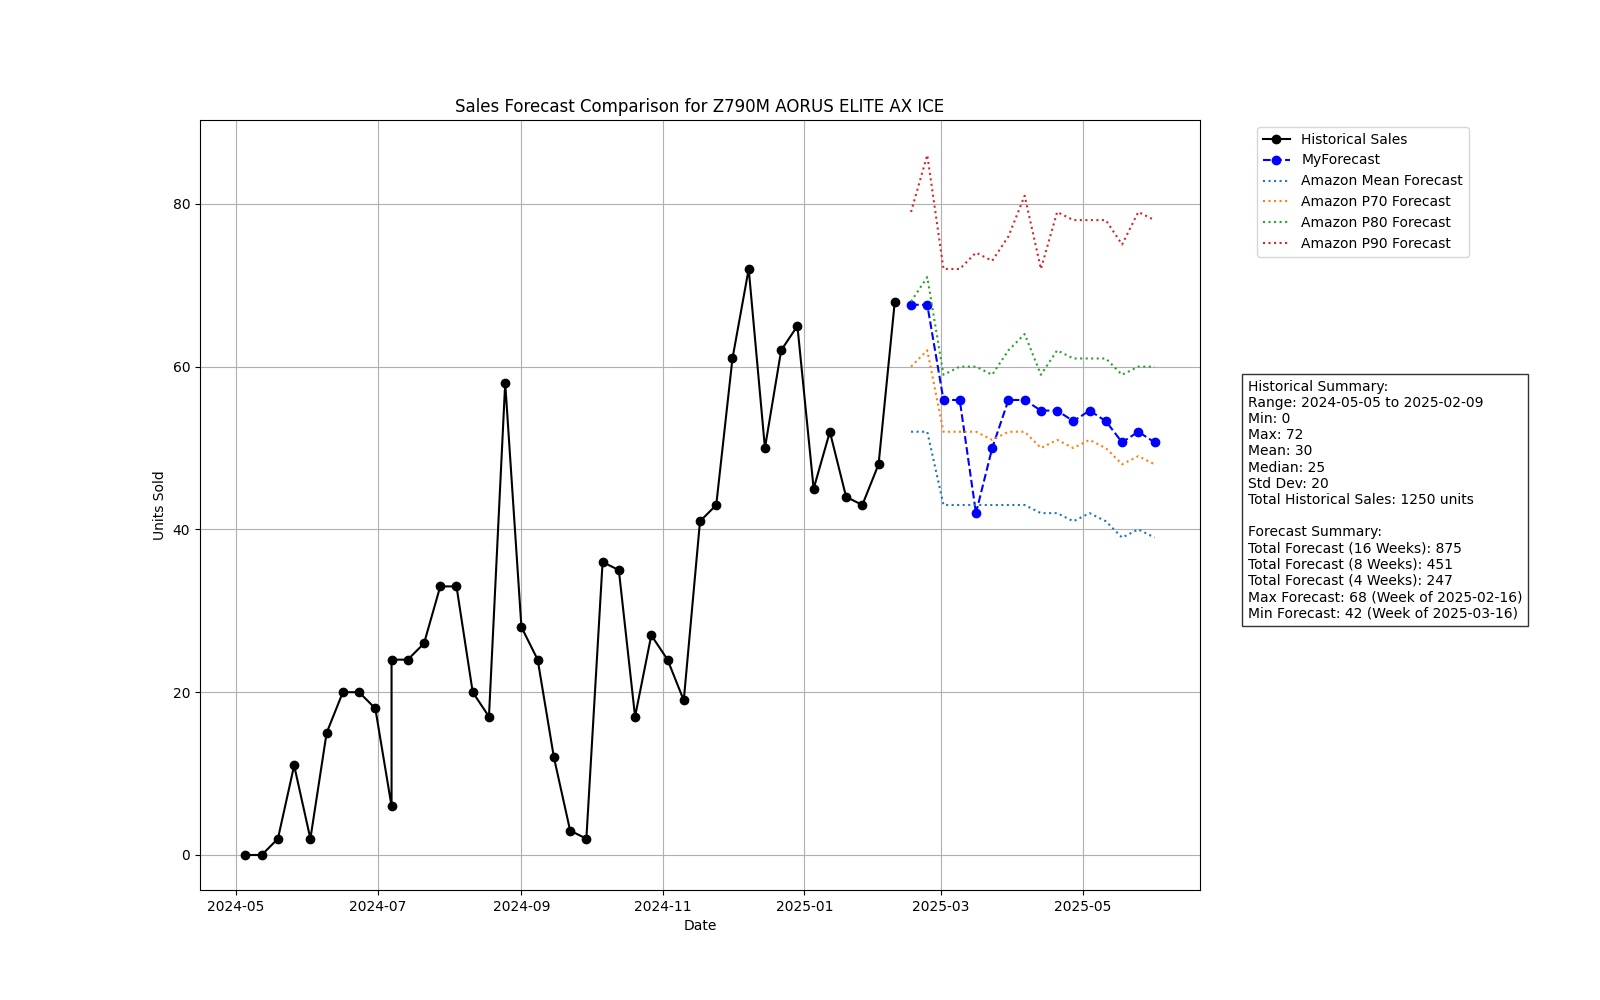 Sales Forecast Comparison for Z790M AORUS ELITE AX ICE
Units Sold
80
60
40
20
0
2024-05
2024-07
2024-09
2024-11
2025-01
2025-03
2025-05
Date
Historical Sales
MyForecast
Amazon Mean Forecast
Amazon P70 Forecast
Amazon P80 Forecast
Amazon P90 Forecast
Historical Summary:
Range: 2024-05-05 to 2025-02-09
Min: 0
Max: 72
Mean: 30
Median: 25
Std Dev: 20
Total Historical Sales: 1250 units
Forecast Summary:
Total Forecast (16 Weeks): 875
Total Forecast (8 Weeks): 451
Total Forecast (4 Weeks): 247
Max Forecast: 68 (Week of 2025-02-16)
Min Forecast: 42 (Week of 2025-03-16)